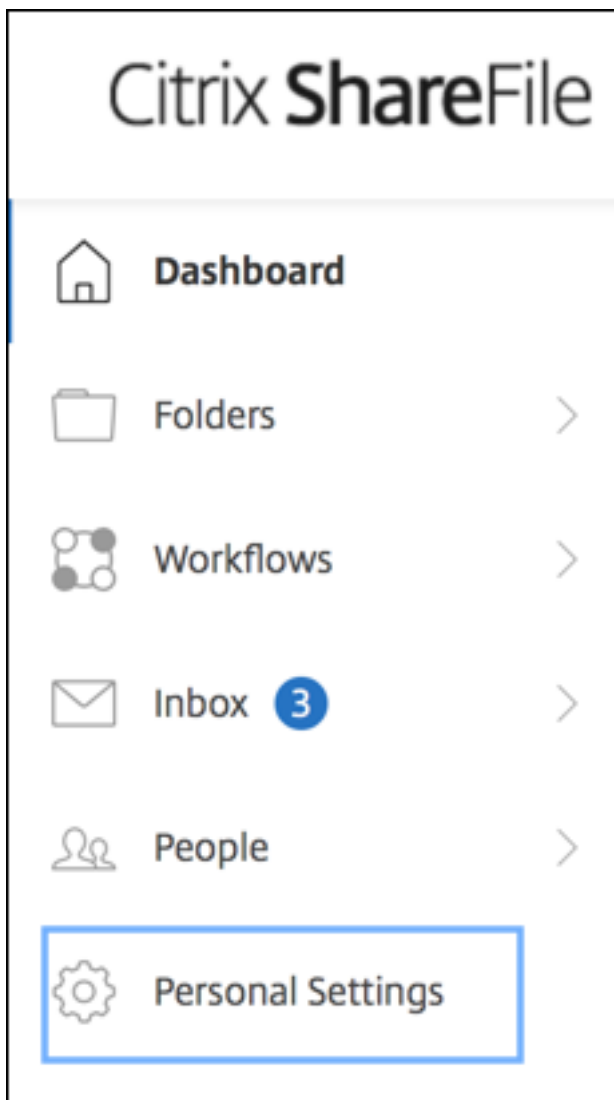 Citrix ShareFile
Dashboard
Folders
Workflows
Inbox 3
People
Personal Settings